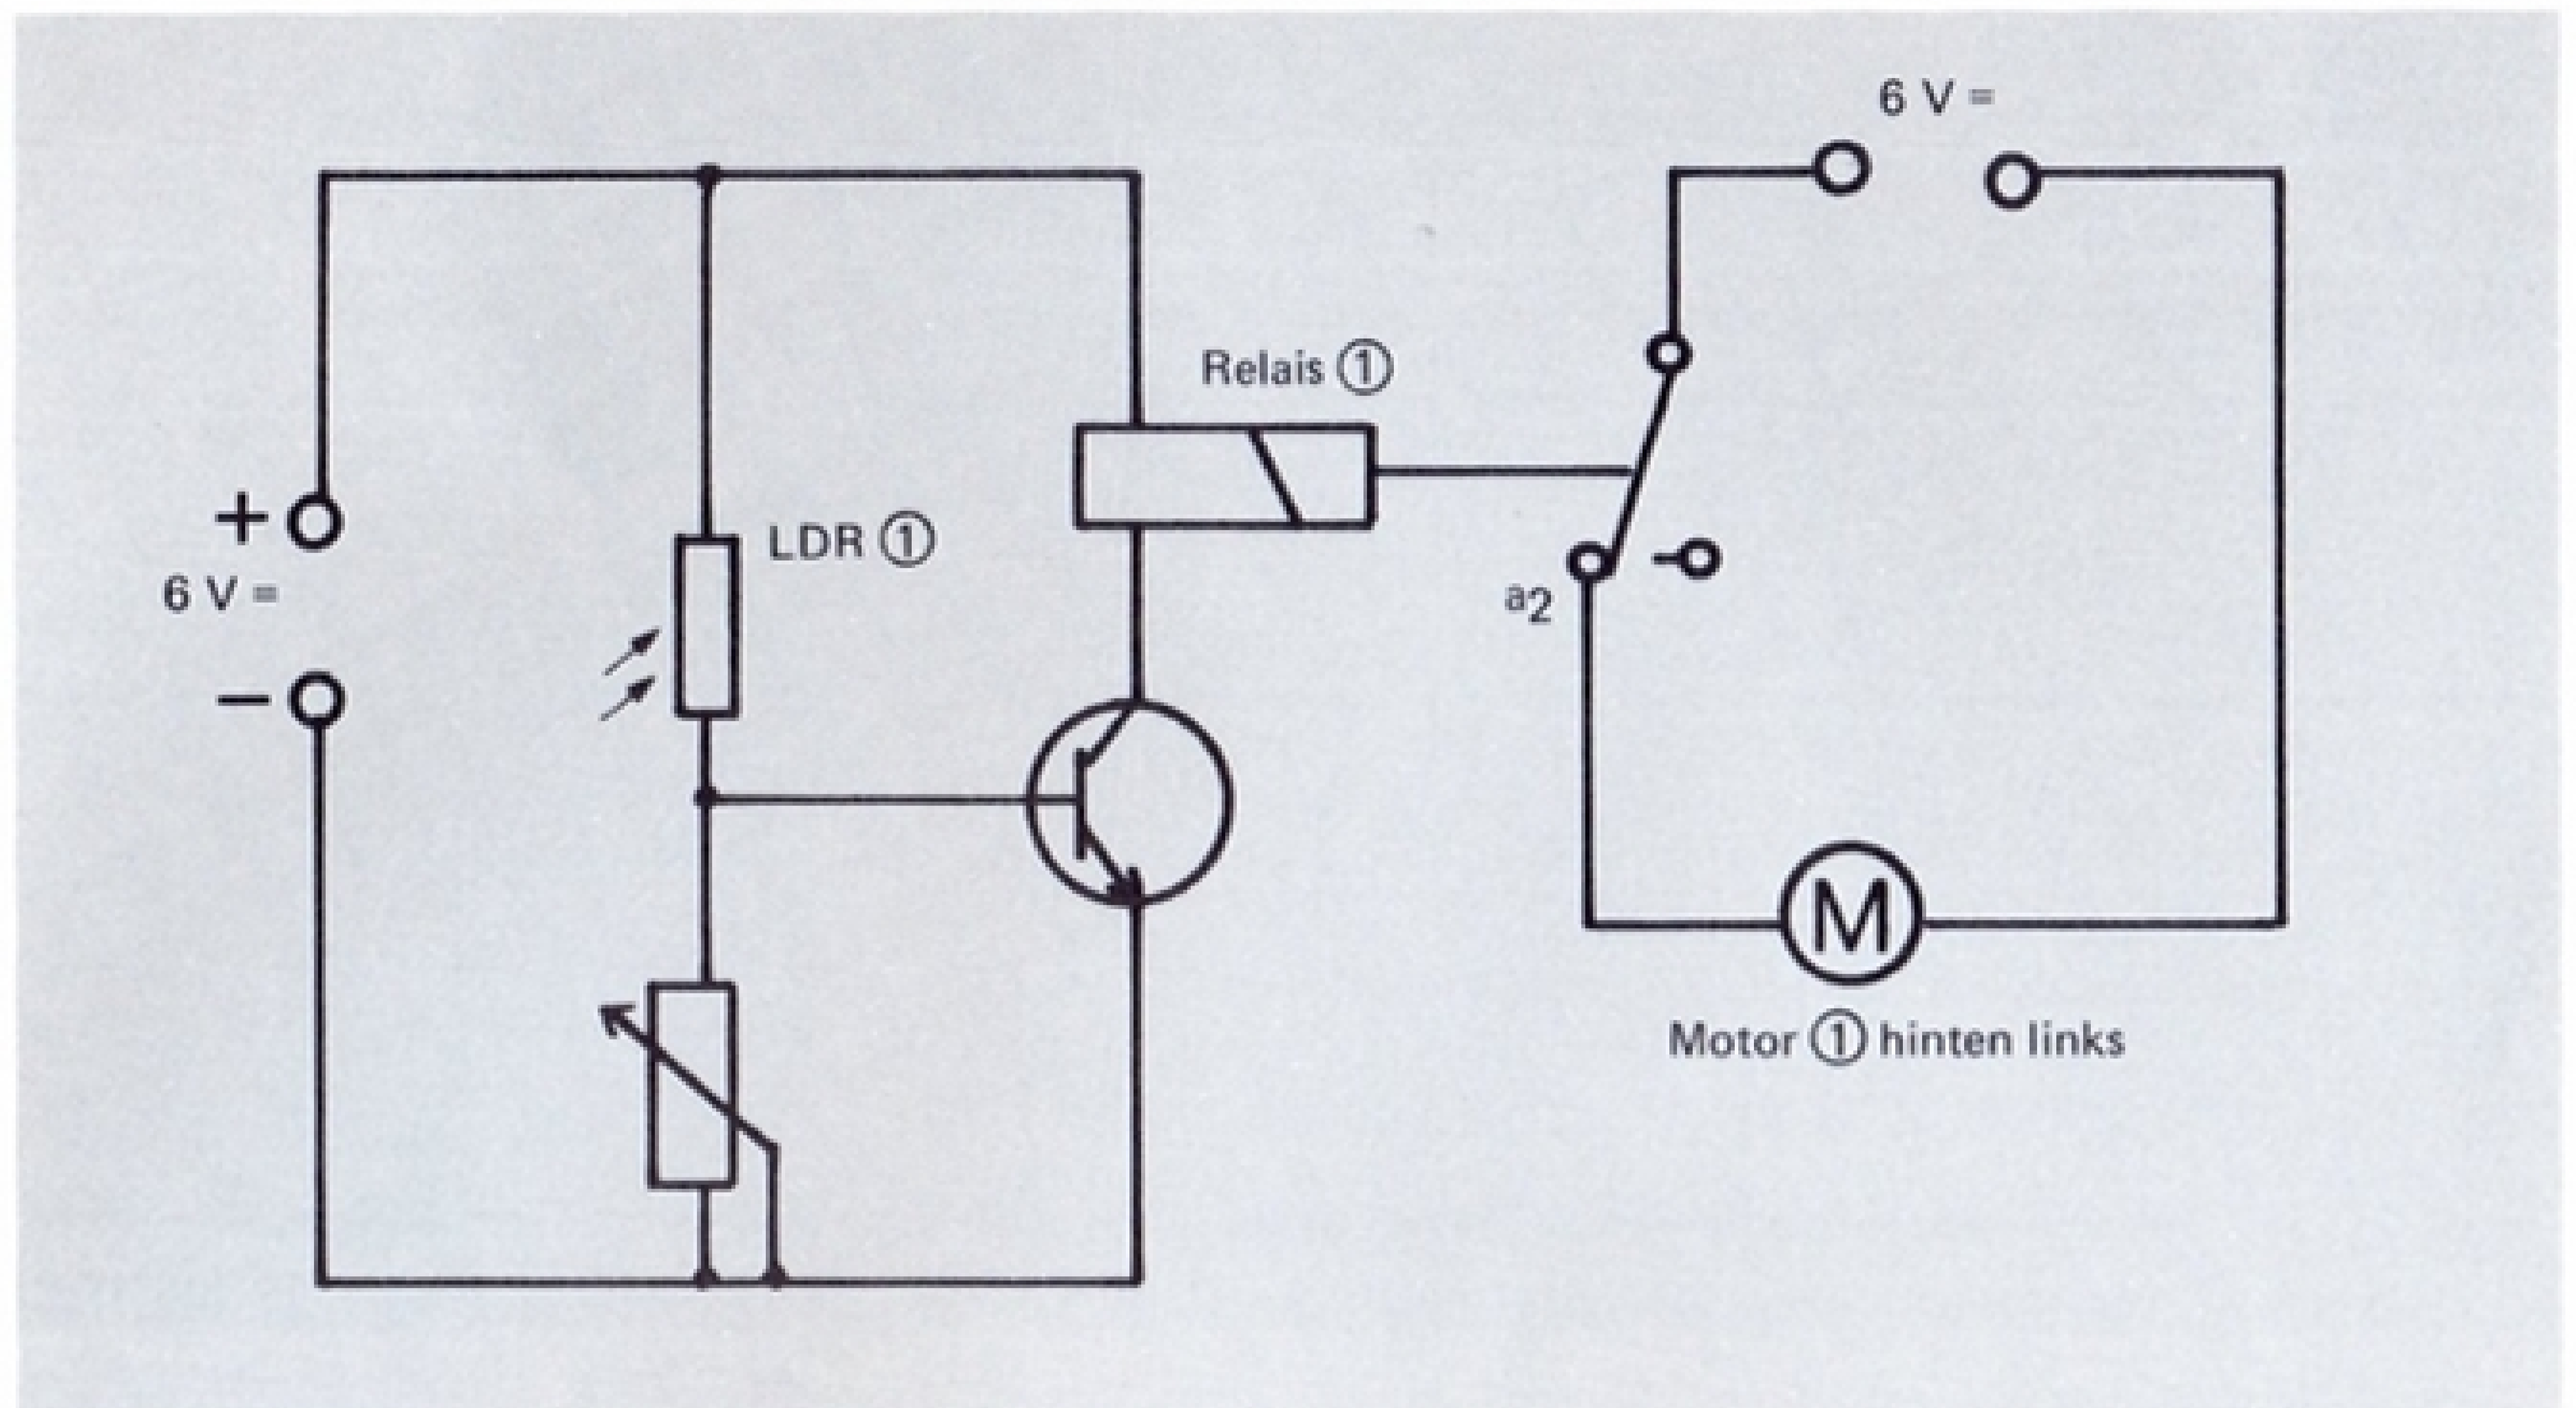 6 V =
Relais ①
LDR ①
+
6 V =
−
a2
M
Motor ① hinten links